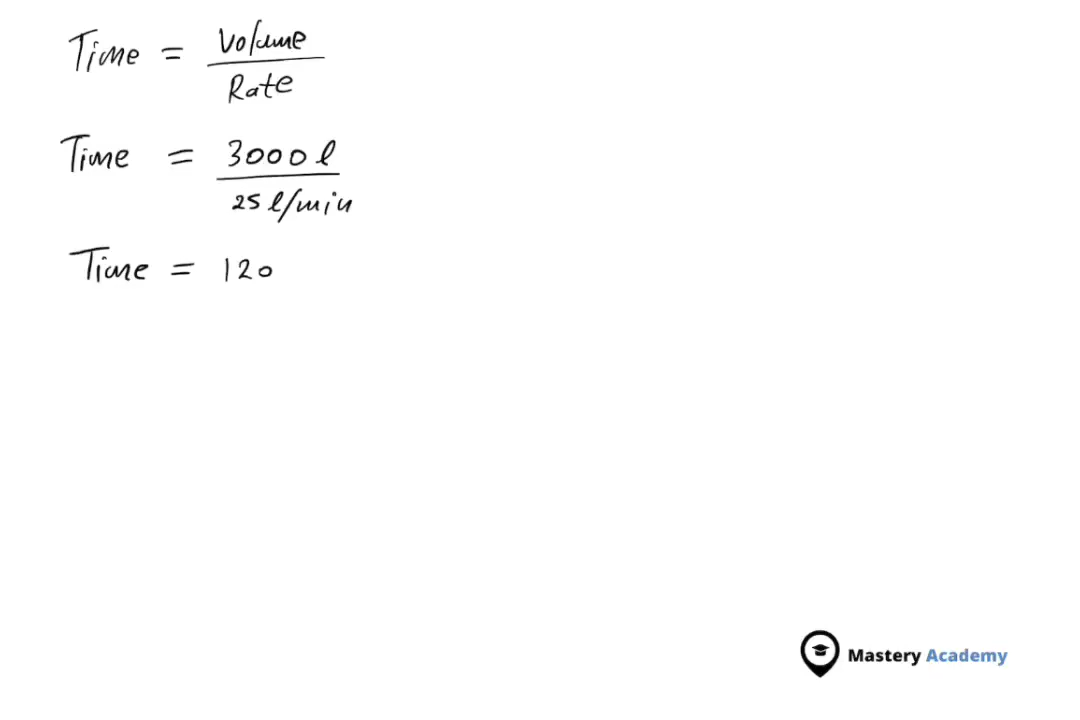 Time = Volume / Rate
Time = 3000 l / 25 l/min
Time = 120
Mastery Academy